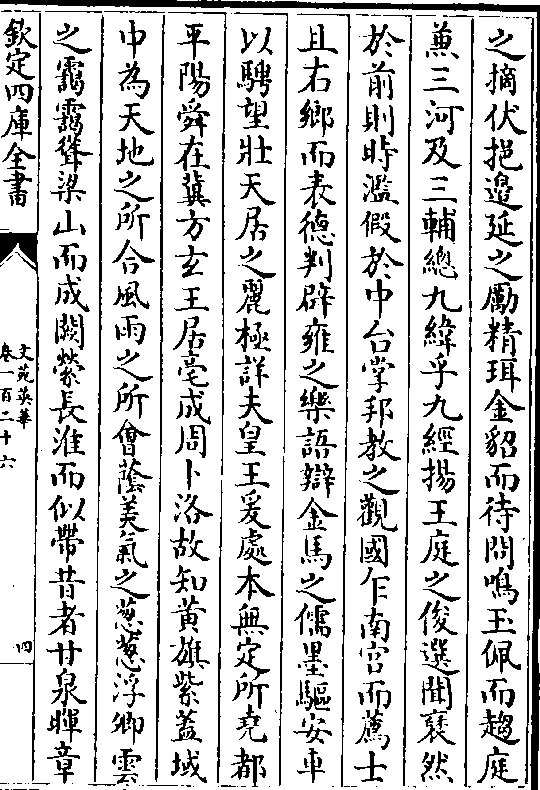 之摘伏挹邉延之勵精珥金貂而待問鳴玉佩而趨庭
蕙三河及三輔總九緯乎九經揚王庭之俊選聞褎然
於前則時濫假於中台掌邦教之觀國乍南宫而薦士
且右鄉而表德判辟雍之樂語辯金馬之儒墨驅安車
以騁望壯天居之麗極詳夫皇王爰處本無定所堯都
平陽舜在冀方玄王居亳成周卜洛故知黄旗紫蓋域
中為天地之所合風雨之所㑹蔭美氣之葱葱浮卿雲
之靄靄聳梁山而成闕縈長淮而似帶昔者甘泉暉章
欽定四庫全書
文苑英華
卷一百二十六
四